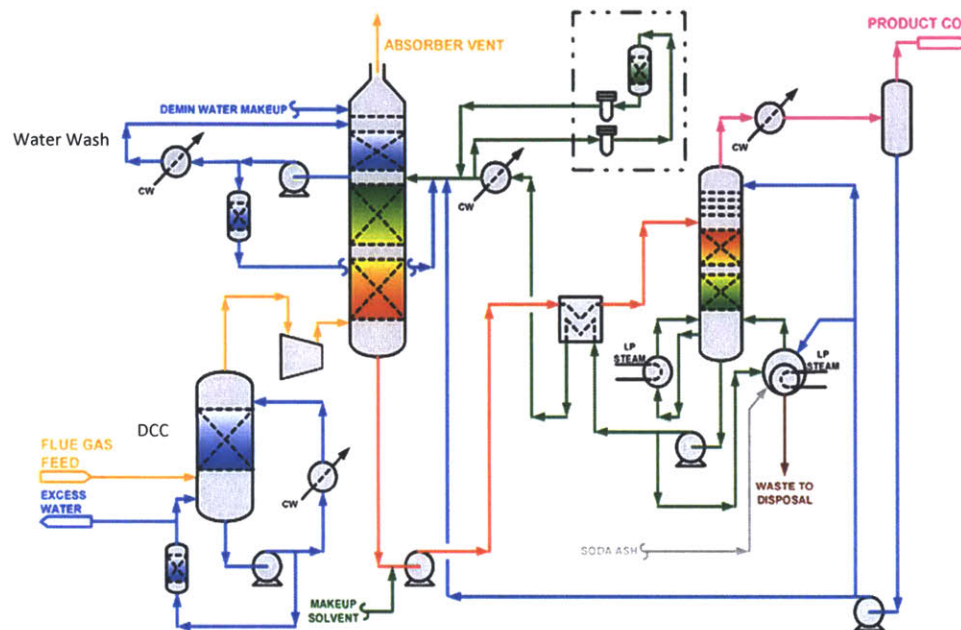 PRODUCT CO
ABSORBER VENT
DEMIN WATER MAKEUP
Water Wash
CW
CW
CW
LP
STEAM
LP
STEAM
DCC
FLUE GAS
FEED
CW
EXCESS
WATER
WASTE TO
DISPOSAL
SODA ASH
MAKEUP
SOLVENT